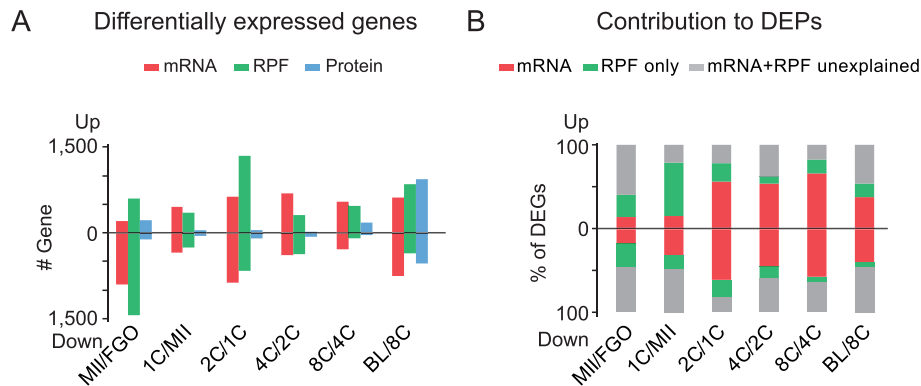 A Differentially expressed genes
mRNA RPF Protein
Up
1,500
0
1,500
Down
# Gene
MII/FGO 1C/MII 2C/1C 4C/2C 8C/4C BL/8C
B Contribution to DEPs
mRNA RPF only mRNA+RPF unexplained
Up
100
0
100
Down
% of DEGs
MII/FGO 1C/MII 2C/1C 4C/2C 8C/4C BL/8C